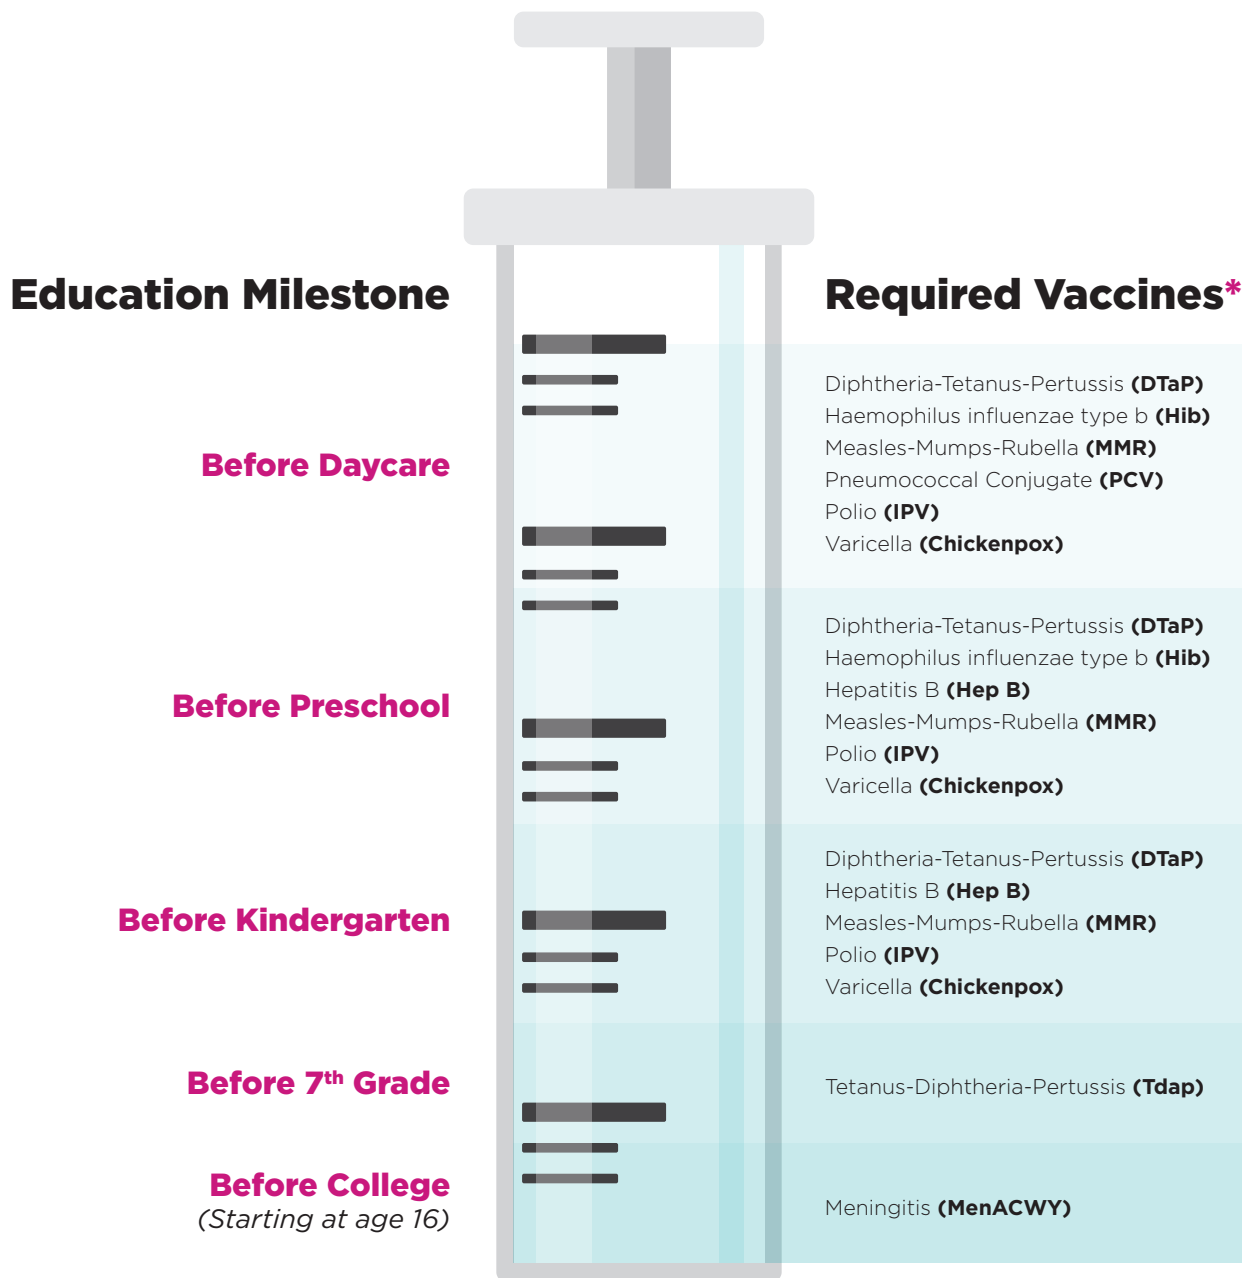 Education Milestone
Required Vaccines*
Before Daycare
Diphtheria-Tetanus-Pertussis (DTaP)
Haemophilus influenzae type b (Hib)
Measles-Mumps-Rubella (MMR)
Pneumococcal Conjugate (PCV)
Polio (IPV)
Varicella (Chickenpox)
Before Preschool
Diphtheria-Tetanus-Pertussis (DTaP)
Haemophilus influenzae type b (Hib)
Hepatitis B (Hep B)
Measles-Mumps-Rubella (MMR)
Polio (IPV)
Varicella (Chickenpox)
Before Kindergarten
Diphtheria-Tetanus-Pertussis (DTaP)
Hepatitis B (Hep B)
Measles-Mumps-Rubella (MMR)
Polio (IPV)
Varicella (Chickenpox)
Before 7th Grade
Tetanus-Diphtheria-Pertussis (Tdap)
Before College
(Starting at age 16)
Meningitis (MenACWY)